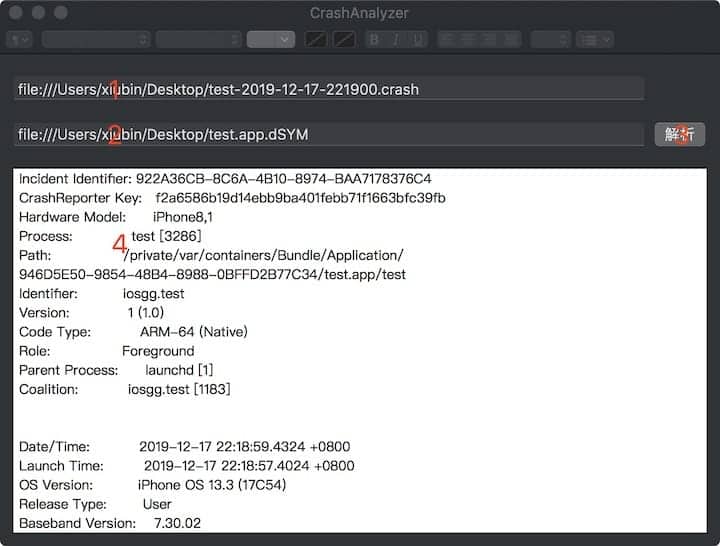 CrashAnalyzer
B I U
file:///Users/xiubin/Desktop/test-2019-12-17-221900.crash
1
file:///Users/xiubin/Desktop/test.app.dSYM
2
解析
3
Incident Identifier: 922A36CB-8C6A-4B10-8974-BAA7178376C4
CrashReporter Key: f2a6586b19d14ebb9ba401febb71f1663bfc39fb
Hardware Model: iPhone8,1
Process: test [3286]
4
Path: /private/var/containers/Bundle/Application/
946D5E50-9854-48B4-8988-0BFFD2B77C34/test.app/test
Identifier: iosgg.test
Version: 1 (1.0)
Code Type: ARM-64 (Native)
Role: Foreground
Parent Process: launchd [1]
Coalition: iosgg.test [1183]
Date/Time: 2019-12-17 22:18:59.4324 +0800
Launch Time: 2019-12-17 22:18:57.4024 +0800
OS Version: iPhone OS 13.3 (17C54)
Release Type: User
Baseband Version: 7.30.02